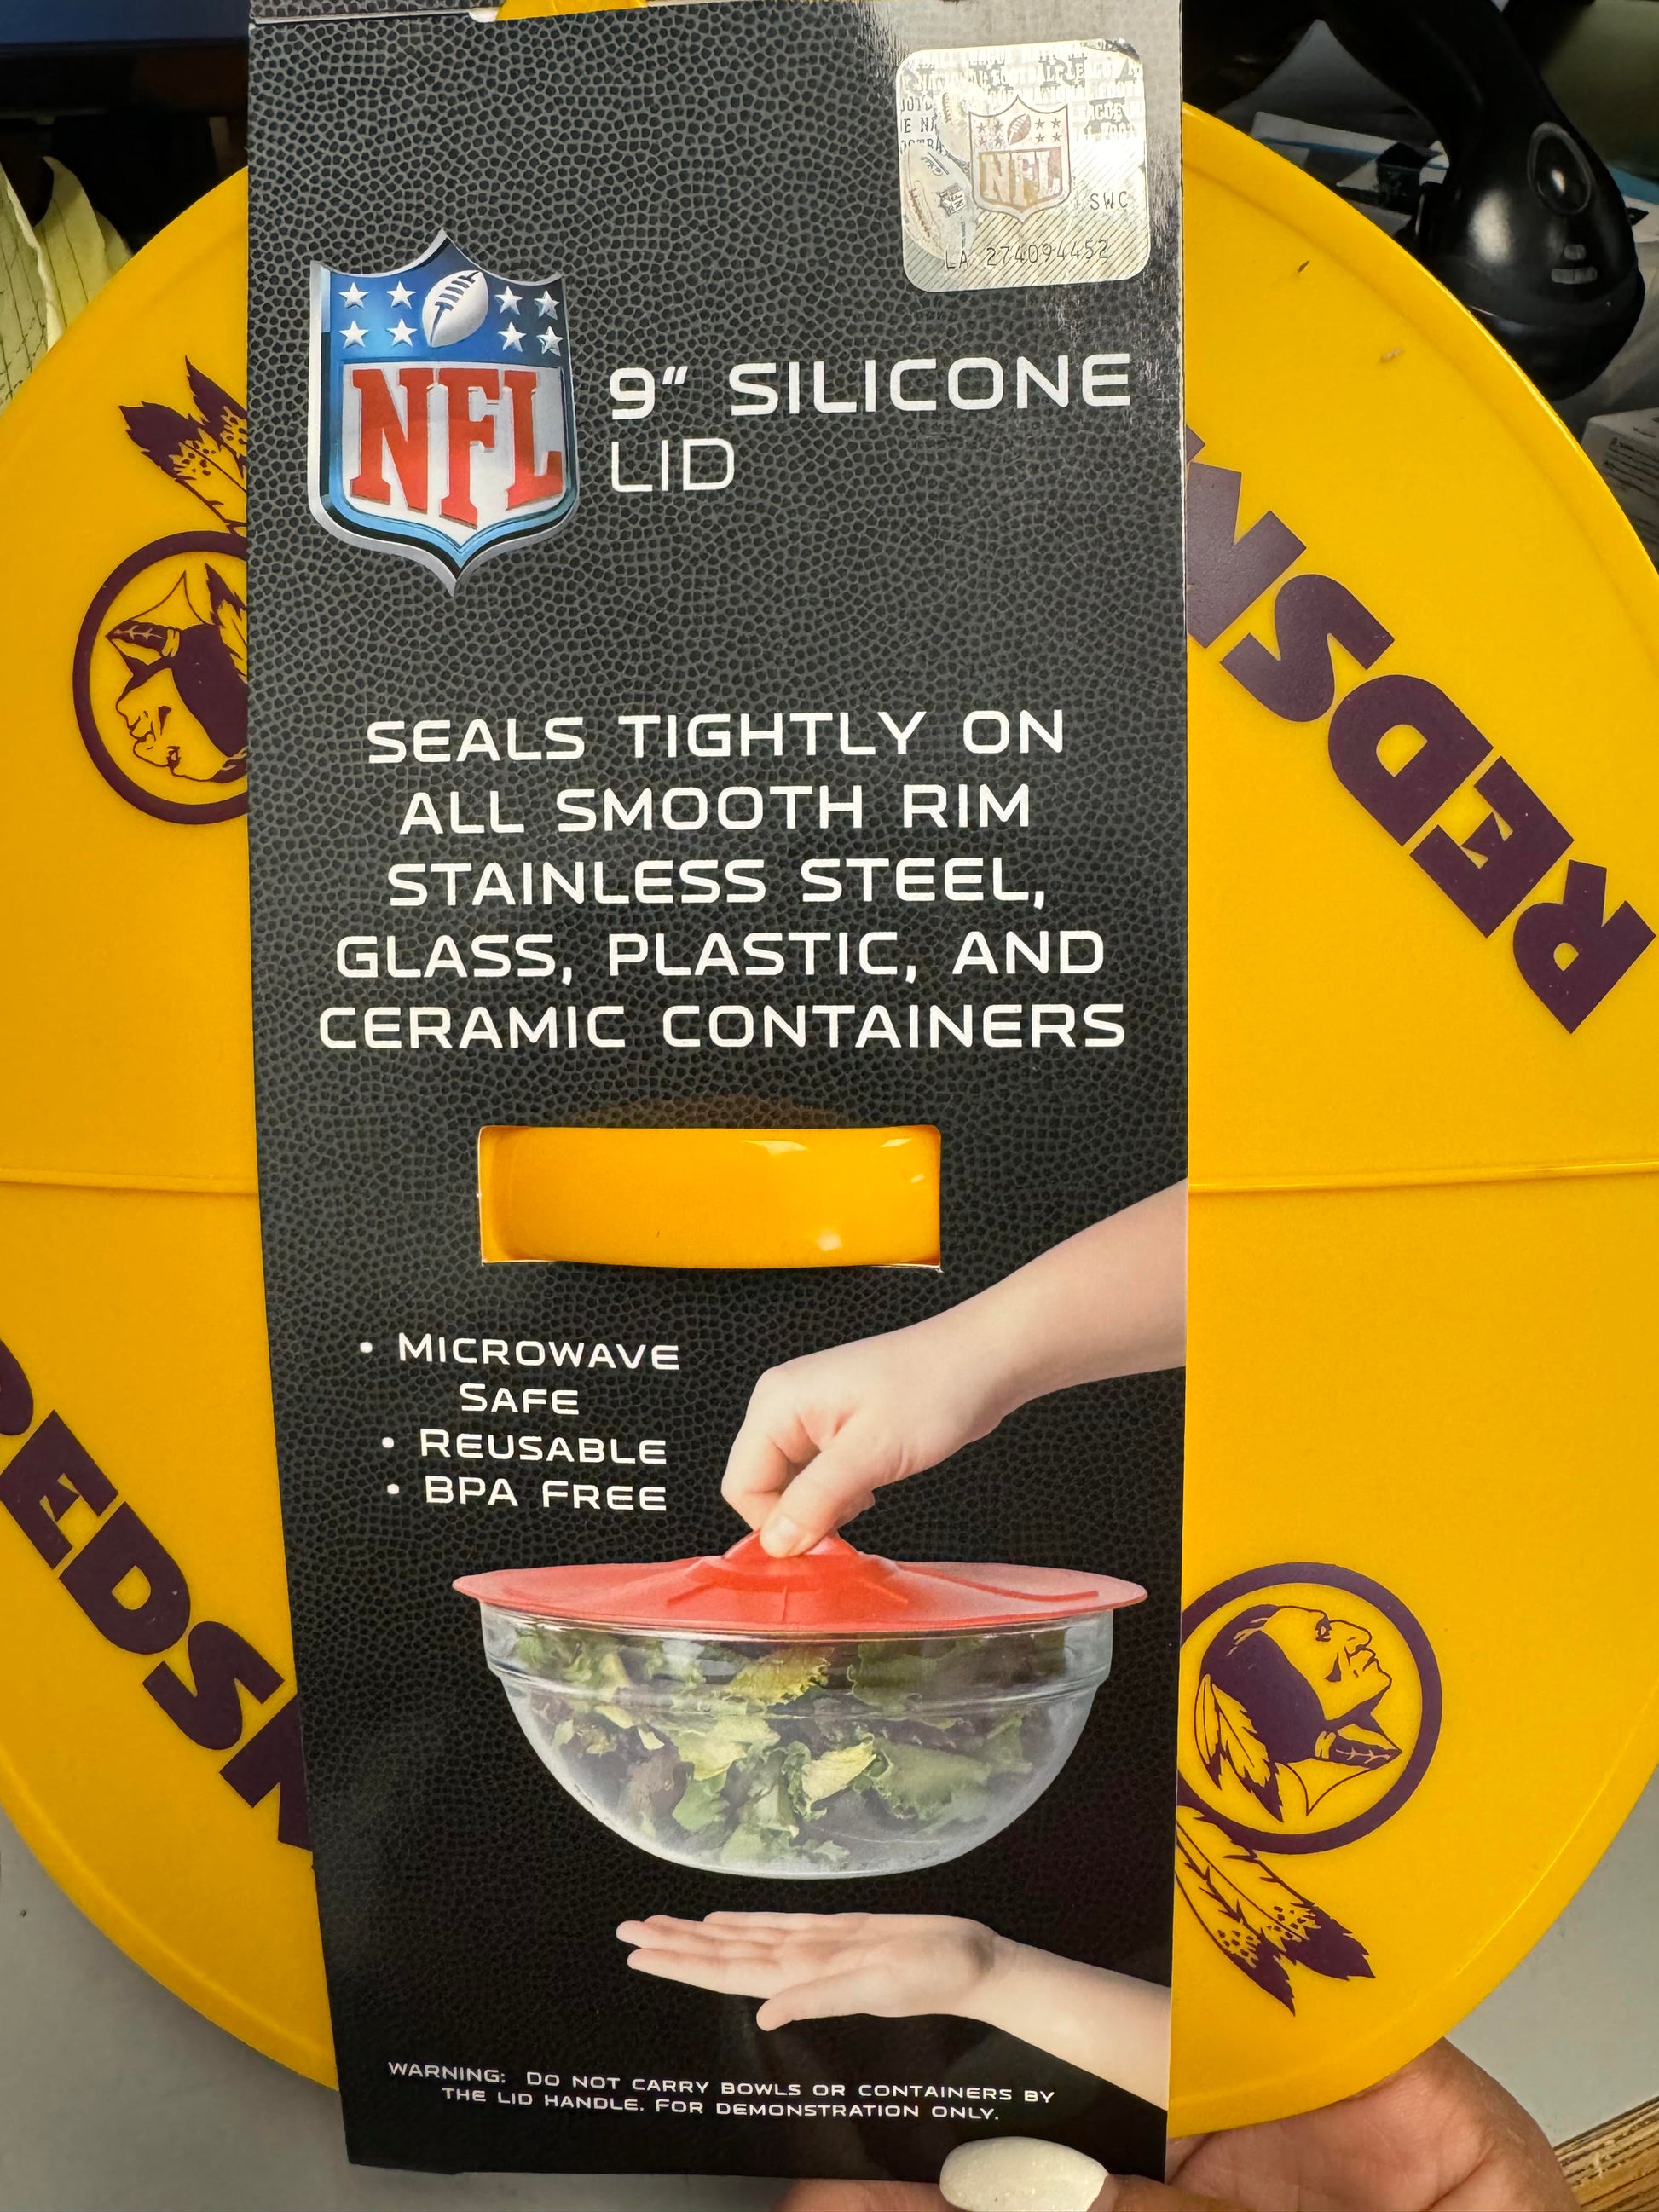 NFL
SWC
LA 274094452
NFL
9" SILICONE
LID
SEALS TIGHTLY ON
ALL SMOOTH RIM
STAINLESS STEEL,
GLASS, PLASTIC, AND
CERAMIC CONTAINERS
REDS
• MICROWAVE
SAFE
• REUSABLE
• BPA FREE
EDS
WARNING: DO NOT CARRY BOWLS OR CONTAINERS BY
THE LID HANDLE. FOR DEMONSTRATION ONLY.